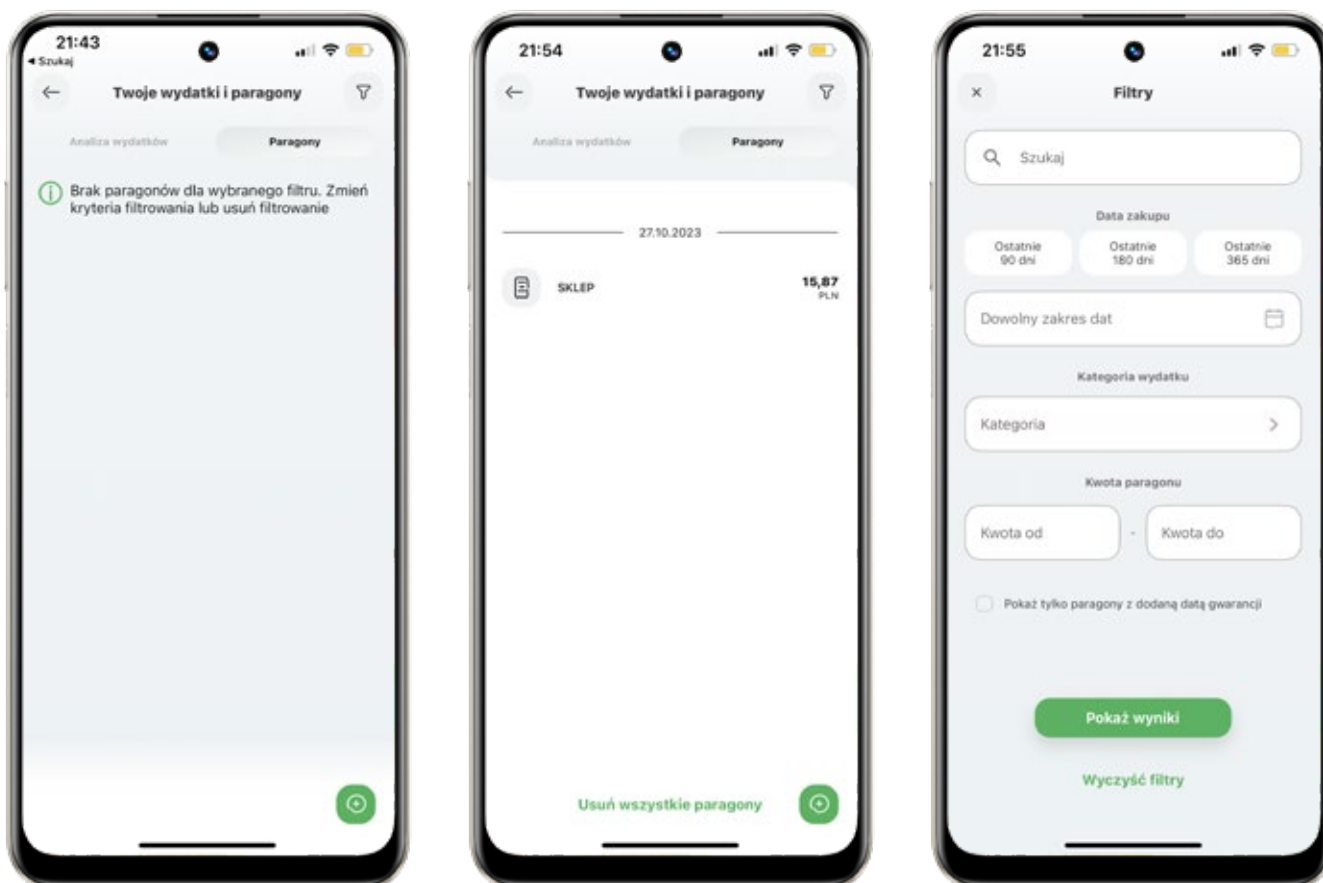 21:43
Szukaj
Twoje wydatki i paragony
Analiza wydatków
Paragony
Brak paragonów dla wybranego filtru. Zmień
kryteria filtrowania lub usuń filtrowanie
21:54
Twoje wydatki i paragony
Analiza wydatków
Paragony
27.10.2023
SKLEP
15,87
PLN
Usuń wszystkie paragony
21:55
Filtry
Szukaj
Data zakupu
Ostatnie
90 dni
Ostatnie
180 dni
Ostatnie
365 dni
Dowolny zakres dat
Kategoria wydatku
Kategoria
Kwota paragonu
Kwota od
-
Kwota do
Pokaż tylko paragony z dodaną datą gwarancji
Pokaż wyniki
Wyczyść filtry